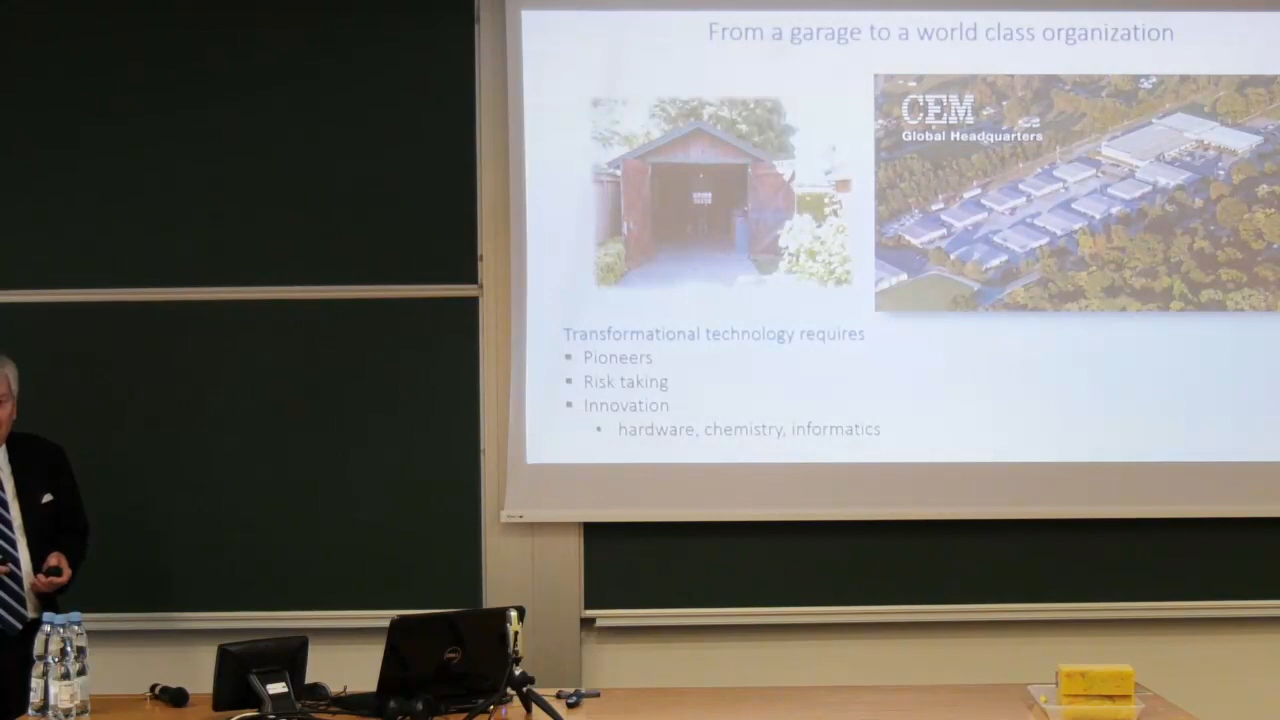 From a garage to a world class organization
CEM
Global Headquarters
Transformational technology requires
▪ Pioneers
▪ Risk taking
▪ Innovation
• hardware, chemistry, informatics
DELL